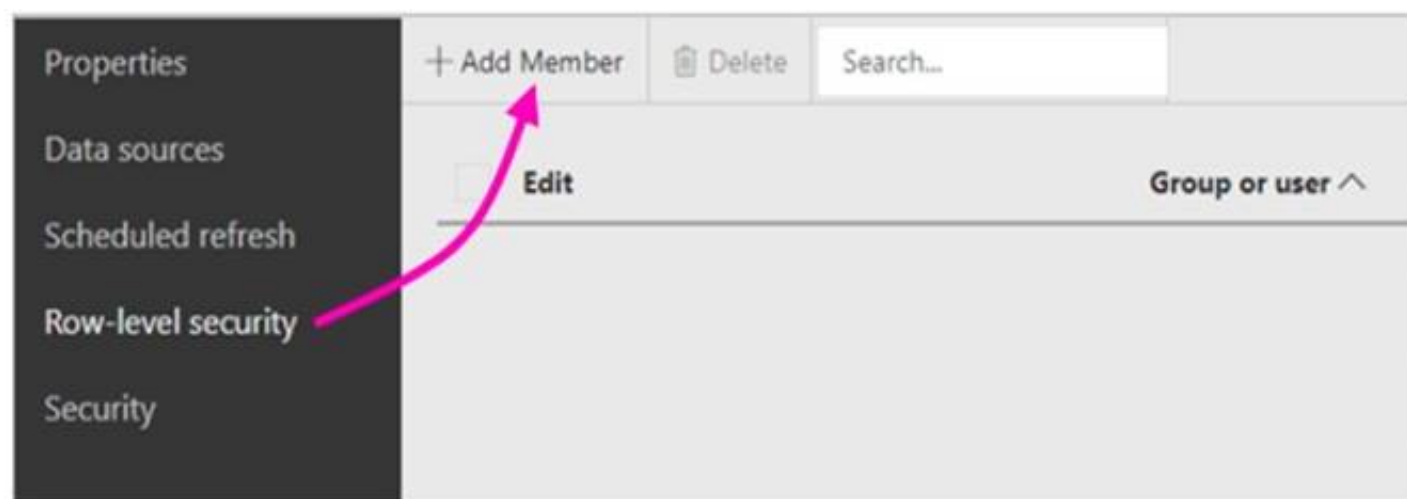 Properties
Data sources
Scheduled refresh
Row-level security
Security
+ Add Member Delete Search...
Edit Group or user